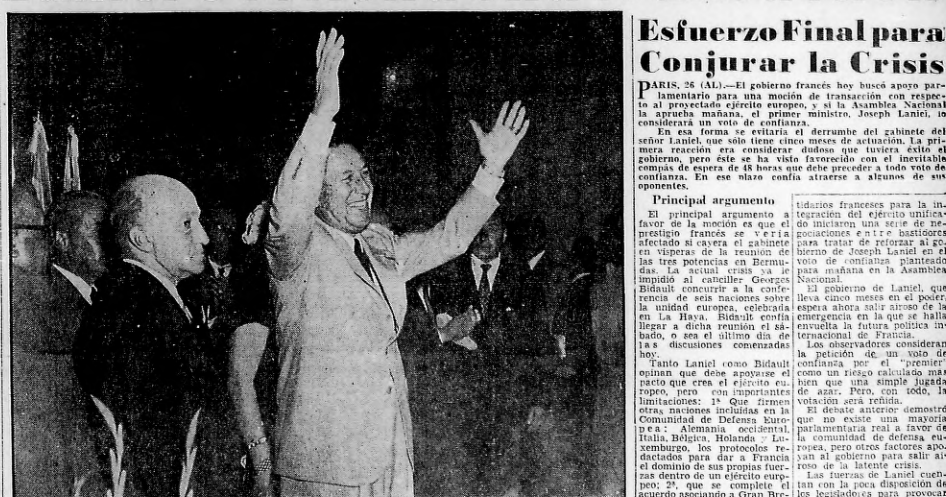 Esfuerzo Final para
Conjurar la Crisis
PARIS, 26 (AL).—El gobierno francés hoy buscó apoyo par-
lamentario para una moción de transacción con respec-
to al proyectado ejército europeo, y si la Asamblea Nacional
la aprueba mañana, el primer ministro, Joseph Laniel, lo
considerará un voto de confianza.
En esa forma se evitaría el derrumbe del gabinete del
señor Laniel, que sólo tiene cinco meses de actuación. La pri-
mera reacción era considerar dudoso que tuviera éxito el
gobierno, pero éste se ha visto favorecido con el inevitable
compás de espera de 48 horas que debe preceder a todo voto de
confianza. En ese plazo confía atraerse a algunos de sus
oponentes.
Principal argumento
El principal argumento a
favor de la moción es que el
prestigio francés se vería
afectado si cayera el gabinete
en vísperas de la reunión de
las tres potencias en Bermu-
das. La actual crisis ya le
impidió al canciller Georges
Bidault concurrir a la confe-
rencia de seis naciones sobre
la unidad europea, celebrada
en La Haya. Bidault confía
llegar a dicha reunión el sá-
bado, o sea el último día de
las discusiones comenzadas
hoy.
Tanto Laniel como Bidault
opinan que debe apoyarse el
pacto que crea el ejército eu-
ropeo, pero con importantes
limitaciones: 1ª Que firmen
otras naciones incluídas en la
Comunidad de Defensa Euro-
pea: Alemania occidental,
Italia, Bélgica, Holanda y Lu-
xemburgo, los protocolos re-
dactados para dar a Francia
el dominio de sus propias fuer-
zas dentro de un ejército euro-
peo; 2ª, que se complete el
acuerdo asociando a Gran Bre-
tidarios franceses para la in-
tegración del ejército unifica-
do iniciaron una serie de ne-
gociaciones entre bastidores
para tratar de reforzar al go-
bierno de Joseph Laniel en el
voto de confianza planteado
para mañana en la Asamblea
Nacional.
El gobierno de Laniel, que
lleva cinco meses en el poder
espera ahora salir airoso de la
emergencia en la que se halla
envuelta la futura política in-
ternacional de Francia.
Los observadores consideran
la petición de un voto de
confianza por el "premier"
como un riesgo calculado más
bien que una simple jugada
de azar. Pero, con todo, la
votación será reñida.
El debate anterior demostró
que no existe una mayoría
parlamentaria real a favor de
la comunidad de defensa eu-
ropea, pero otros factores apo-
yan al gobierno para salir ai-
roso de la latente crisis.
Las fuerzas de Laniel cuen-
tan con la poca disposición de
los legisladores para provocar